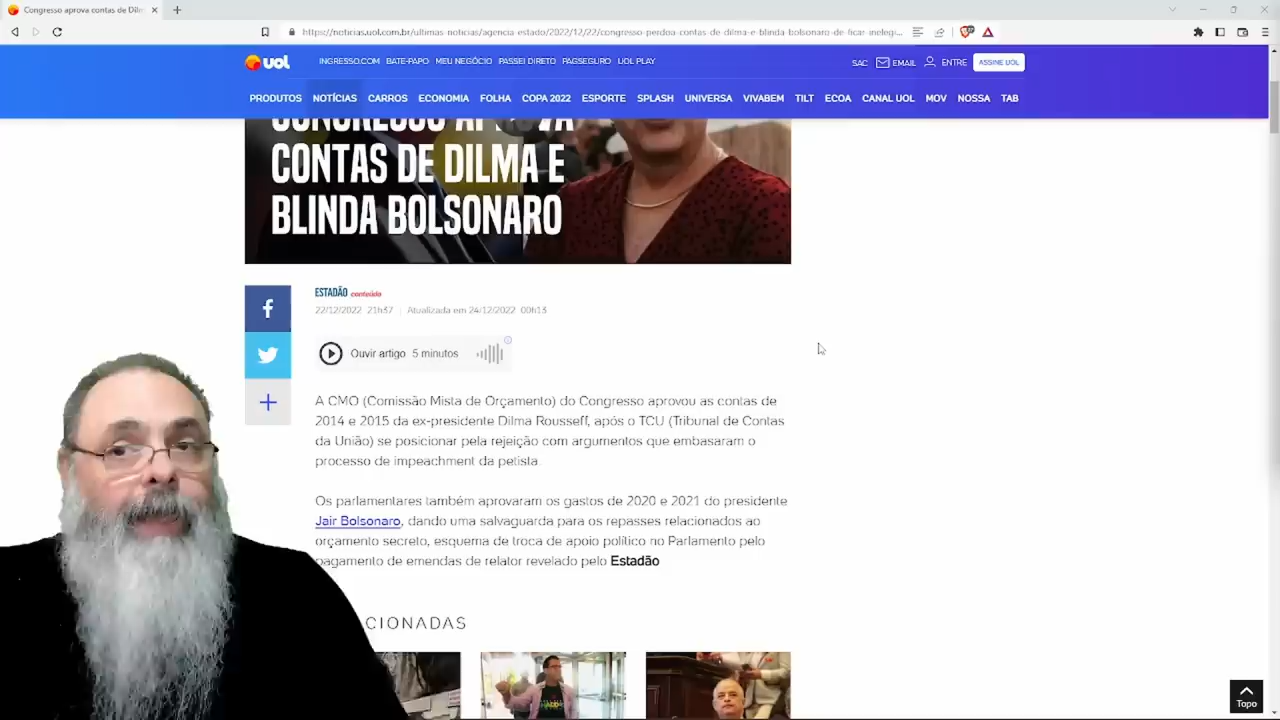 Congresso aprova contas de Dilm
https://noticias.uol.com.br/ultimas-noticias/agencia-estado/2022/12/22/congresso-perdoa-contas-de-dilma-e-blinda-bolsonaro-de-ficar-inelegi...
UOL
INGRESSO.COM BATE-PAPO MEU NEGÓCIO PASSEI DIRETO PAGSEGURO UOL PLAY
SAC EMAIL ENTRE ASSINE UOL
PRODUTOS NOTÍCIAS CARROS ECONOMIA FOLHA COPA 2022 ESPORTE SPLASH UNIVERSA VIVABEM TILT ECOA CANAL UOL MOV NOSSA TAB
CONGRESSO APROVA
CONTAS DE DILMA E
BLINDA BOLSONARO
ESTADÃO conteúdo
22/12/2022 21h37 | Atualizada em 24/12/2022 00h13
Ouvir artigo 5 minutos
A CMO (Comissão Mista de Orçamento) do Congresso aprovou as contas de
2014 e 2015 da ex-presidente Dilma Rousseff, após o TCU (Tribunal de Contas
da União) se posicionar pela rejeição com argumentos que embasaram o
processo de impeachment da petista.
Os parlamentares também aprovaram os gastos de 2020 e 2021 do presidente
Jair Bolsonaro, dando uma salvaguarda para os repasses relacionados ao
orçamento secreto, esquema de troca de apoio político no Parlamento pelo
pagamento de emendas de relator revelado pelo Estadão
CIONADAS
Topo